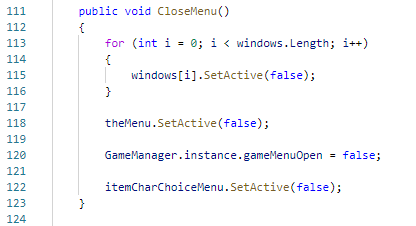 111 public void CloseMenu()
112 {
113 for (int i = 0; i < windows.Length; i++)
114 {
115 windows[i].SetActive(false);
116 }
117
118 theMenu.SetActive(false);
119
120 GameManager.instance.gameMenuOpen = false;
121
122 itemCharChoiceMenu.SetActive(false);
123 }
124